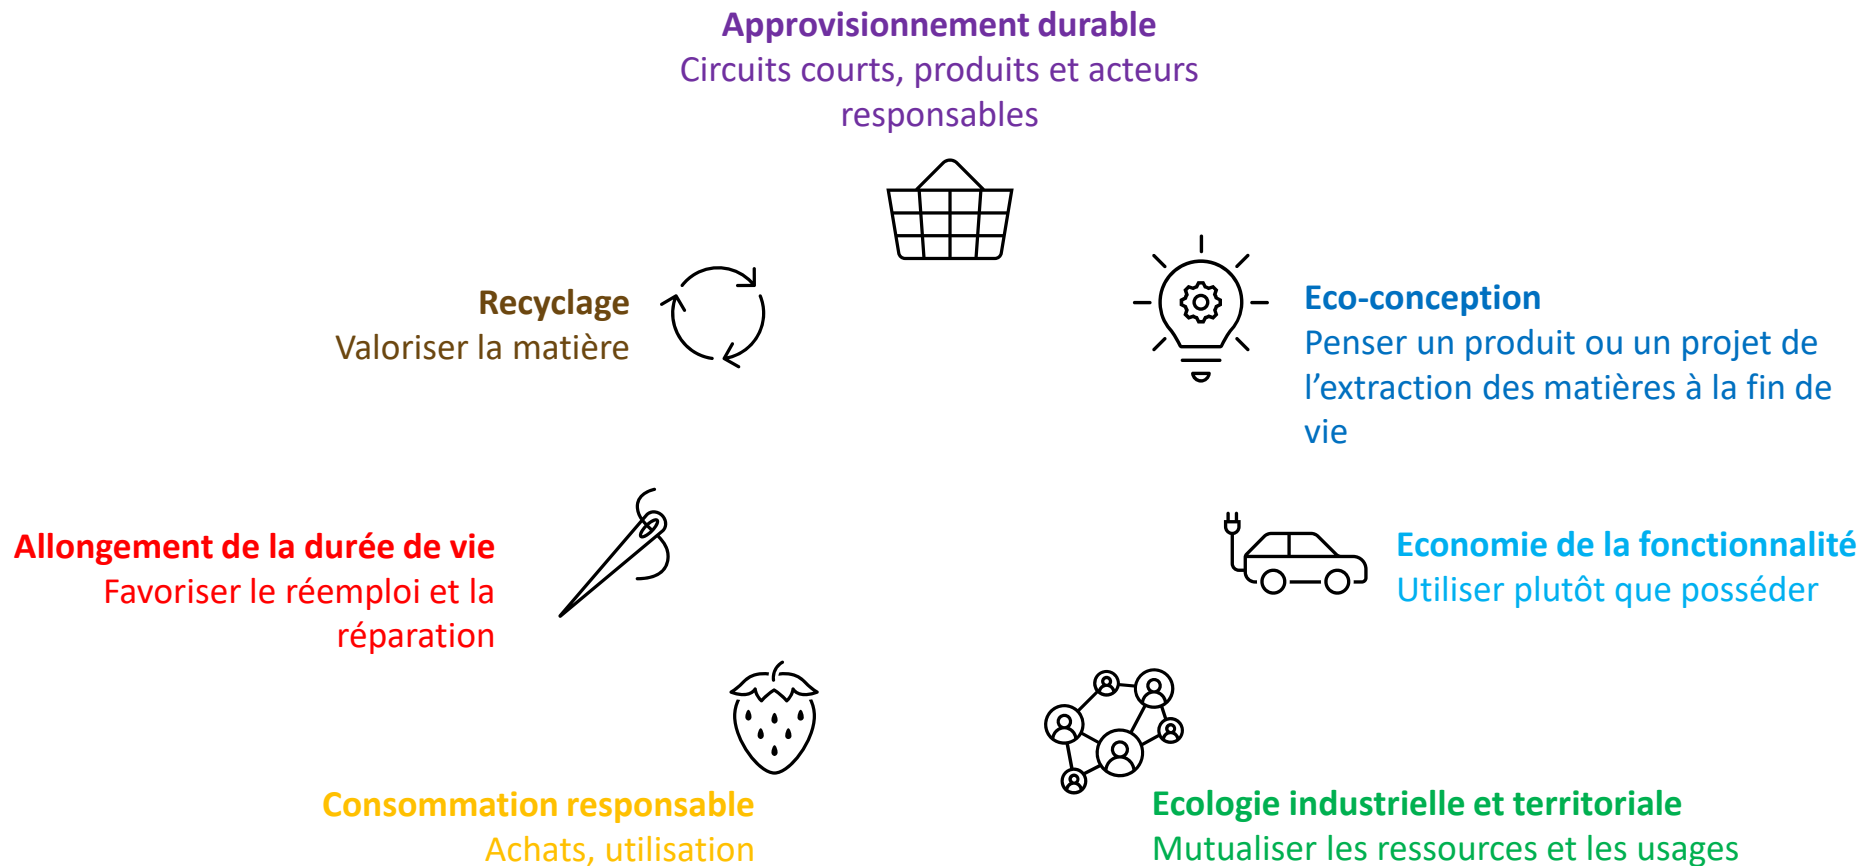 Approvisionnement durable
Circuits courts, produits et acteurs
responsables
Recyclage
Valoriser la matière
Eco-conception
Penser un produit ou un projet de
l’extraction des matières à la fin de
vie
Allongement de la durée de vie
Favoriser le réemploi et la
réparation
Economie de la fonctionnalité
Utiliser plutôt que posséder
Consommation responsable
Achats, utilisation
Ecologie industrielle et territoriale
Mutualiser les ressources et les usages